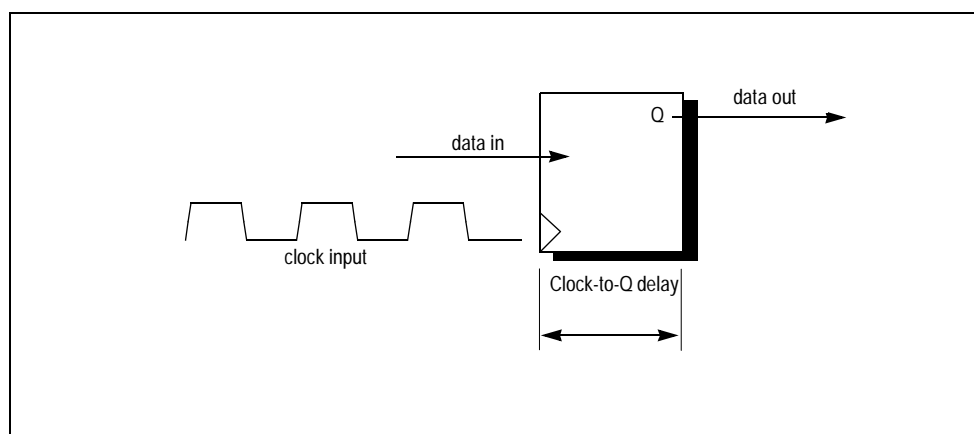 Q
data out
data in
clock input
Clock-to-Q delay